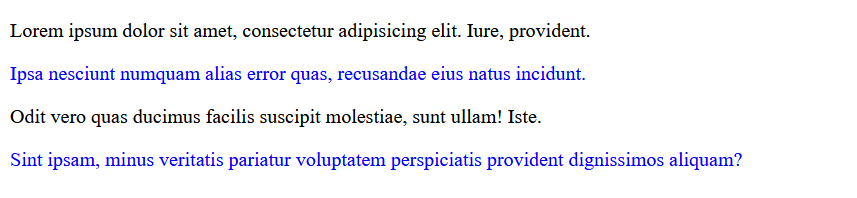 Lorem ipsum dolor sit amet, consectetur adipisicing elit. Iure, provident.
Ipsa nesciunt numquam alias error quas, recusandae eius natus incidunt.
Odit vero quas ducimus facilis suscipit molestiae, sunt ullam! Iste.
Sint ipsam, minus veritatis pariatur voluptatem perspiciatis provident dignissimos aliquam?